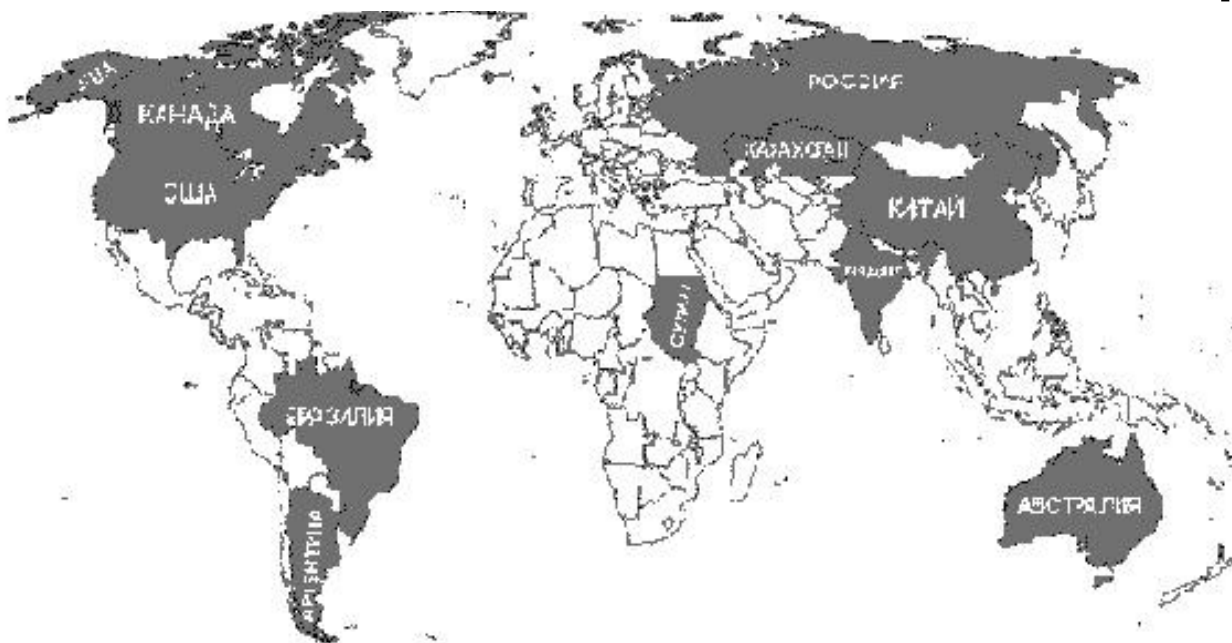 США
КАНАДА
РОССИЯ
КАЗАХСТАН
США
КИТАЙ
ИНДИЯ
СУДАН
БРАЗИЛИЯ
АВСТРАЛИЯ
АРГЕНТИНА